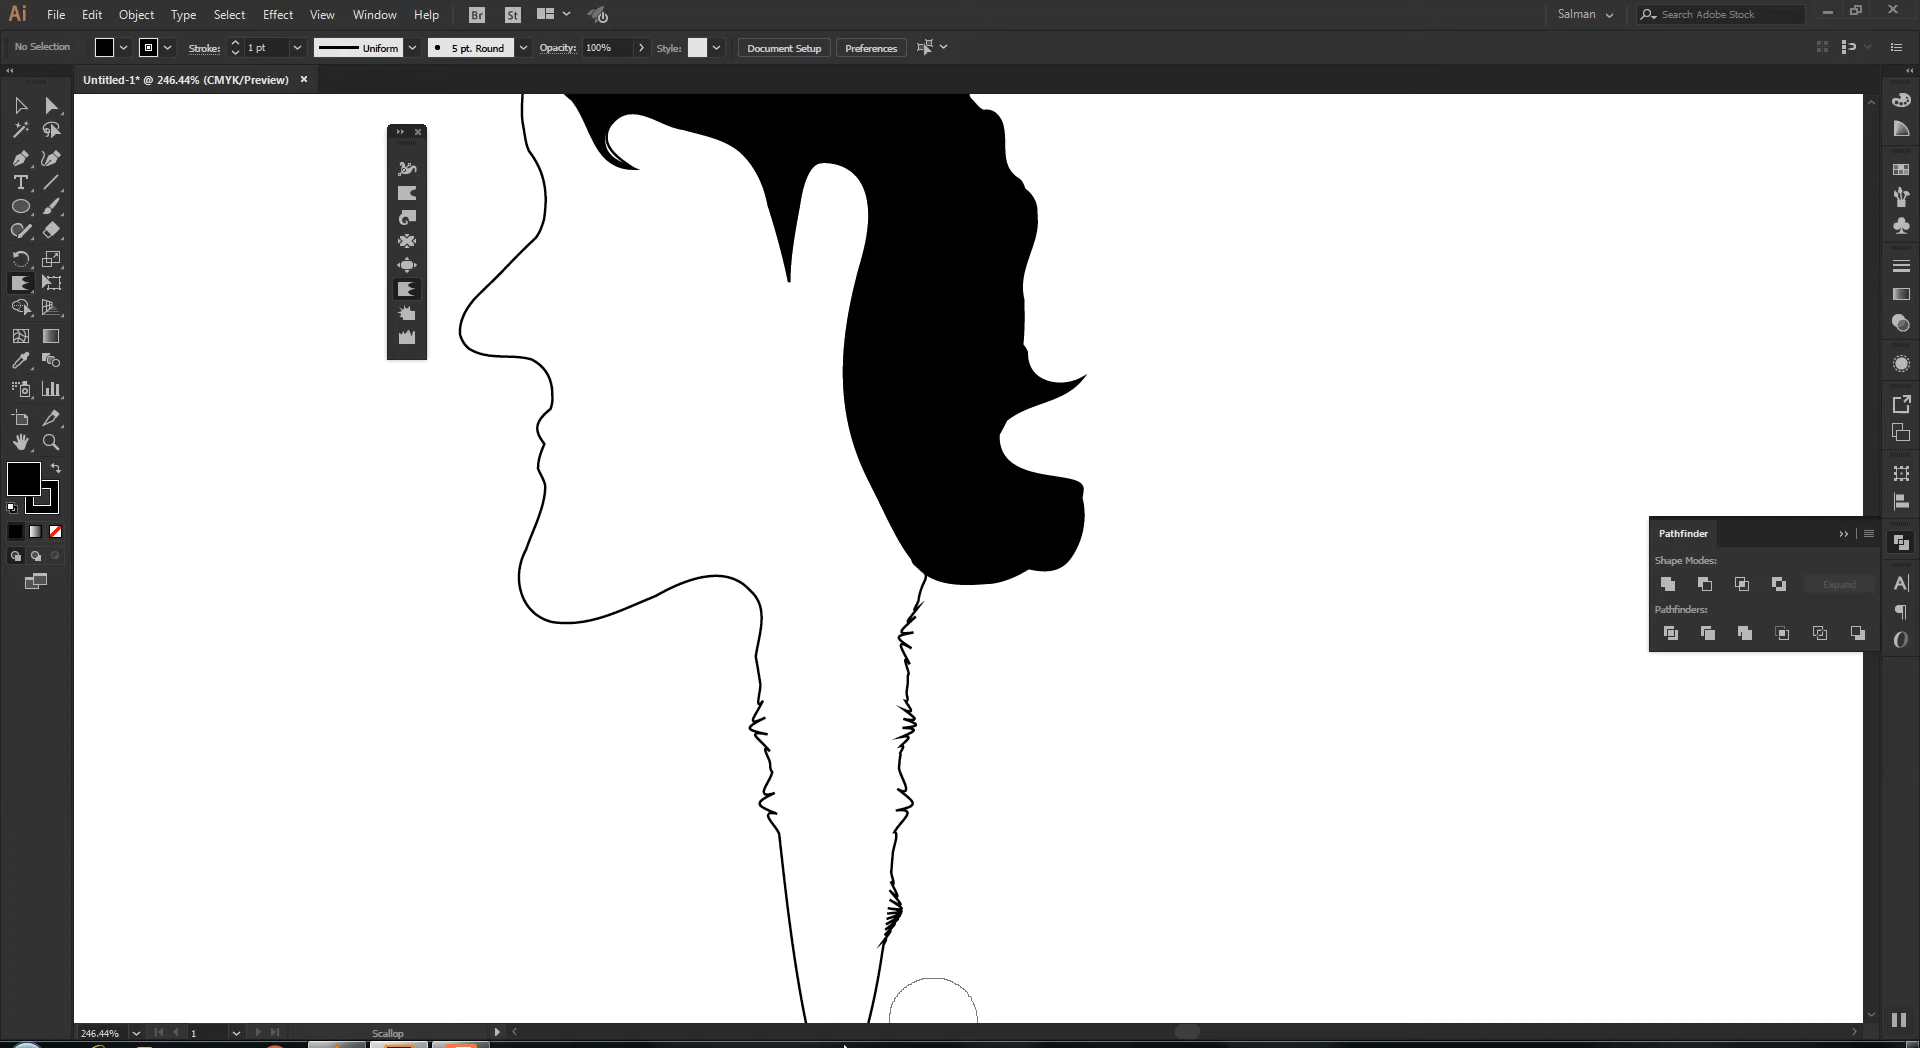 Ai File Edit Object Type Select Effect View Window Help Br St Salman Search Adobe Stock
No Selection Stroke: 1 pt Uniform 5 pt. Round Opacity: 100% Style: Document Setup Preferences
Untitled-1* @ 246.44% (CMYK/Preview)
Pathfinder
Shape Modes:
Expand
Pathfinders:
246.44% 1 Scallop